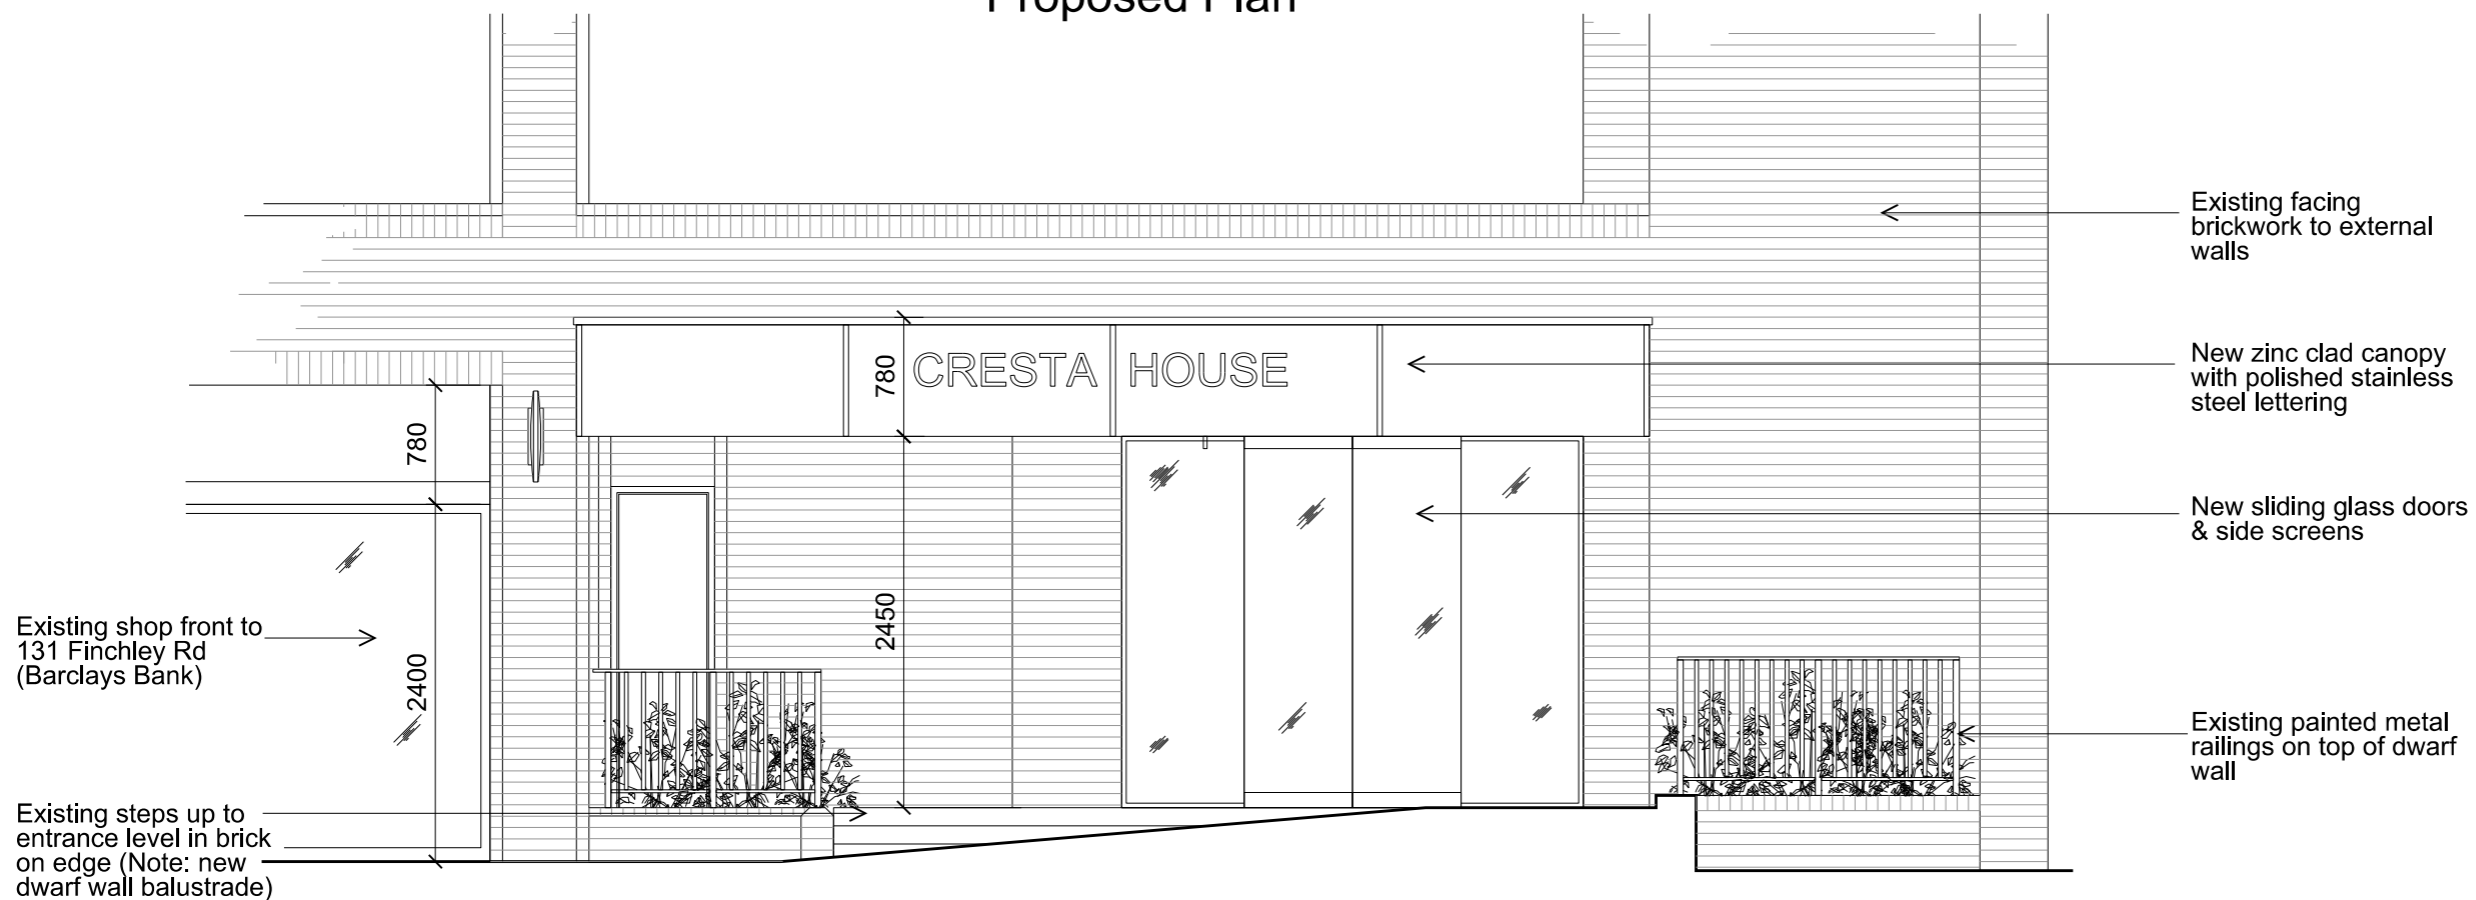 Proposed Plan
Existing facing
brickwork to external
walls
New zinc clad canopy
with polished stainless
steel lettering
780
CRESTA HOUSE
780
New sliding glass doors
& side screens
2450
Existing shop front to
131 Finchley Rd
(Barclays Bank)
2400
Existing painted metal
railings on top of dwarf
wall
Existing steps up to
entrance level in brick
on edge (Note: new
dwarf wall balustrade)